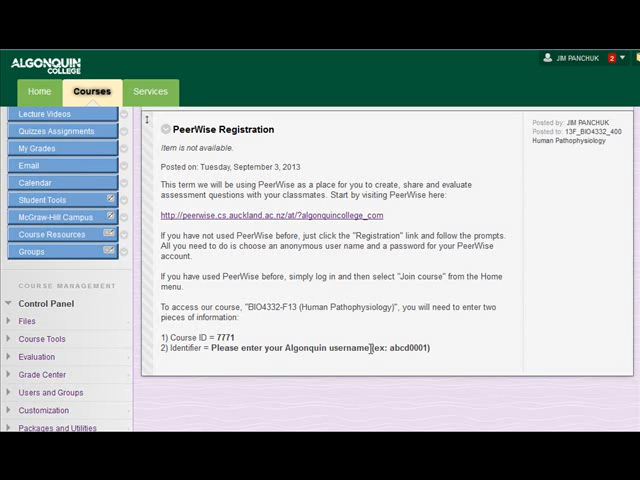 ALGONQUIN
COLLEGE
JIM PANCHUK 2
Home Courses Services
Lecture Videos
Quizzes Assignments
My Grades
Email
Calendar
Student Tools
McGraw-Hill Campus
Course Resources
Groups
COURSE MANAGEMENT
Control Panel
Files
Course Tools
Evaluation
Grade Center
Users and Groups
Customization
Packages and Utilities
PeerWise Registration
Item is not available.
Posted on: Tuesday, September 3, 2013
This term we will be using PeerWise as a place for you to create, share and evaluate
assessment questions with your classmates. Start by visiting PeerWise here:
http://peerwise.cs.auckland.ac.nz/at/?algonquincollege_com
If you have not used PeerWise before, just click the "Registration" link and follow the prompts.
All you need to do is choose an anonymous user name and a password for your PeerWise
account.
If you have used PeerWise before, simply log in and then select "Join course" from the Home
menu.
To access our course, "BIO4332-F13 (Human Pathophysiology)", you will need to enter two
pieces of information:
1) Course ID = 7771
2) Identifier = Please enter your Algonquin username(ex: abcd0001)
Posted by: JIM PANCHUK
Posted to: 13F_BIO4332_400
Human Pathophysiology